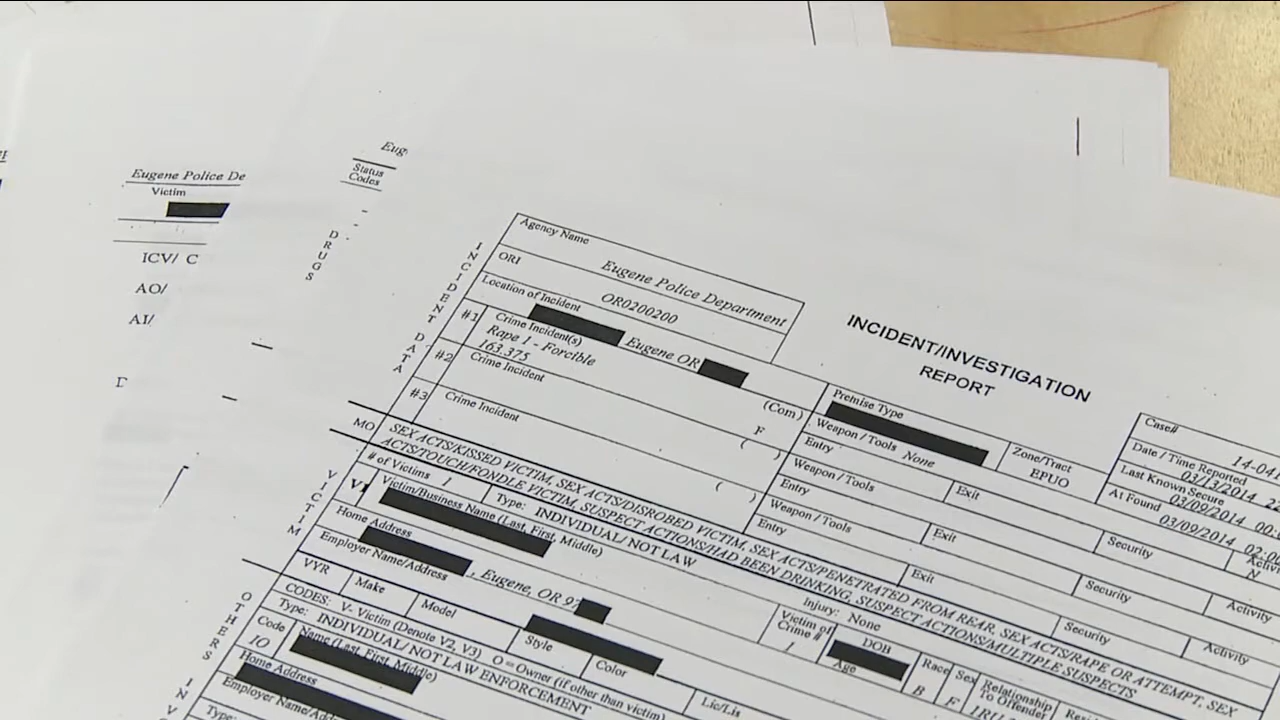 Eugene Police De
Victim
ICV/ C
AO/
AI/
Eug
Status
Codes
DRUGS
INCIDENT DATA
Agency Name
Eugene Police Department
ORI
OR0200200
Location of Incident
Eugene OR
INCIDENT/INVESTIGATION
REPORT
#1
Crime Incident(s)
(Com)
Rape 1 - Forcible
163.375
F
#2
Crime Incident
( )
#3
Crime Incident
( )
Premise Type
Zone/Tract
EPUO
Weapon / Tools None
Entry
Exit
Security
Weapon / Tools
Entry
Exit
Security
Activity
Weapon / Tools
Entry
Exit
Security
Activity
Case#
14-04
Date / Time Reported
03/13/2014
Last Known Secure
03/09/2014
At Found
03/09/2014
MO
SEX ACTS/KISSED VICTIM, SEX ACTS/DISROBED VICTIM, SEX ACTS/PENETRATED FROM REAR, SEX ACTS/RAPE OR ATTEMPT, SEX
ACTS/TOUCH/FONDLE VICTIM, SUSPECT ACTIONS/HAD BEEN DRINKING, SUSPECT ACTIONS/MULTIPLE SUSPECTS
VICTIM
# of Victims 1
Type: INDIVIDUAL/ NOT LAW
Injury: None
Victim/Business Name (Last, First, Middle)
Victim of
Crime #
1
DOB
Age
Race
B
Sex
F
Relationship
To Offender
Home Address
, Eugene, OR 97
Employer Name/Address
VYR
Make
Model
Style
Color
Lic/Lis
OTHERS INV
CODES: V- Victim (Denote V2, V3) O = Owner (if other than victim)
Type: INDIVIDUAL/ NOT LAW ENFORCEMENT
Code
IO
Name (Last, First, Middle)
Home Address
Employer Name/Ad
Type: